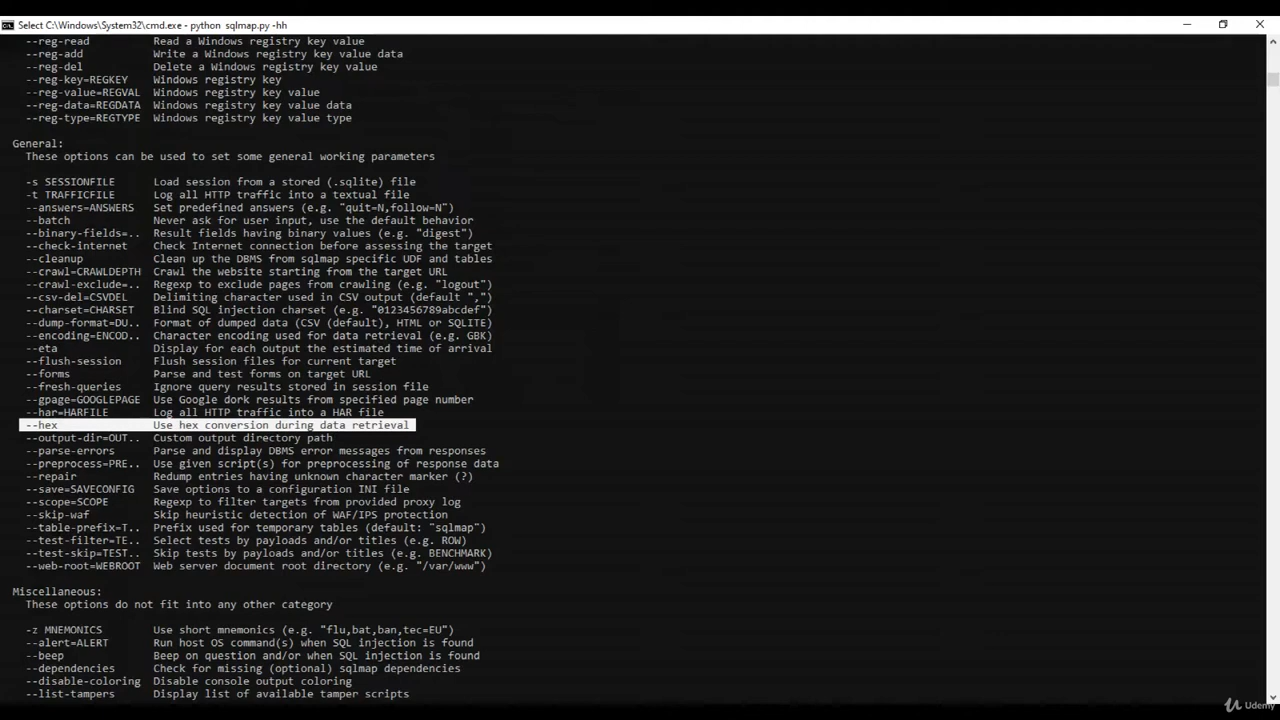 Select C:\Windows\System32\cmd.exe - python sqlmap.py -hh
--reg-read Read a Windows registry key value
--reg-add Write a Windows registry key value data
--reg-del Delete a Windows registry key value
--reg-key=REGKEY Windows registry key
--reg-value=REGVAL Windows registry key value
--reg-data=REGDATA Windows registry key value data
--reg-type=REGTYPE Windows registry key value type
General:
These options can be used to set some general working parameters
-s SESSIONFILE Load session from a stored (.sqlite) file
-t TRAFFICFILE Log all HTTP traffic into a textual file
--answers=ANSWERS Set predefined answers (e.g. "quit=N,follow=N")
--batch Never ask for user input, use the default behavior
--binary-fields=.. Result fields having binary values (e.g. "digest")
--check-internet Check Internet connection before assessing the target
--cleanup Clean up the DBMS from sqlmap specific UDF and tables
--crawl=CRAWLDEPTH Crawl the website starting from the target URL
--crawl-exclude=.. Regexp to exclude pages from crawling (e.g. "logout")
--csv-del=CSVDEL Delimiting character used in CSV output (default ",")
--charset=CHARSET Blind SQL injection charset (e.g. "0123456789abcdef")
--dump-format=DU.. Format of dumped data (CSV (default), HTML or SQLITE)
--encoding=ENCOD.. Character encoding used for data retrieval (e.g. GBK)
--eta Display for each output the estimated time of arrival
--flush-session Flush session files for current target
--forms Parse and test forms on target URL
--fresh-queries Ignore query results stored in session file
--gpage=GOOGLEPAGE Use Google dork results from specified page number
--har=HARFILE Log all HTTP traffic into a HAR file
--hex Use hex conversion during data retrieval
--output-dir=OUT.. Custom output directory path
--parse-errors Parse and display DBMS error messages from responses
--preprocess=PRE.. Use given script(s) for preprocessing of response data
--repair Redump entries having unknown character marker (?)
--save=SAVECONFIG Save options to a configuration INI file
--scope=SCOPE Regexp to filter targets from provided proxy log
--skip-waf Skip heuristic detection of WAF/IPS protection
--table-prefix=T.. Prefix used for temporary tables (default: "sqlmap")
--test-filter=TE.. Select tests by payloads and/or titles (e.g. ROW)
--test-skip=TEST.. Skip tests by payloads and/or titles (e.g. BENCHMARK)
--web-root=WEBROOT Web server document root directory (e.g. "/var/www")
Miscellaneous:
These options do not fit into any other category
-z MNEMONICS Use short mnemonics (e.g. "flu,bat,ban,tec=EU")
--alert=ALERT Run host OS command(s) when SQL injection is found
--beep Beep on question and/or when SQL injection is found
--dependencies Check for missing (optional) sqlmap dependencies
--disable-coloring Disable console output coloring
--list-tampers Display list of available tamper scripts
Udemy